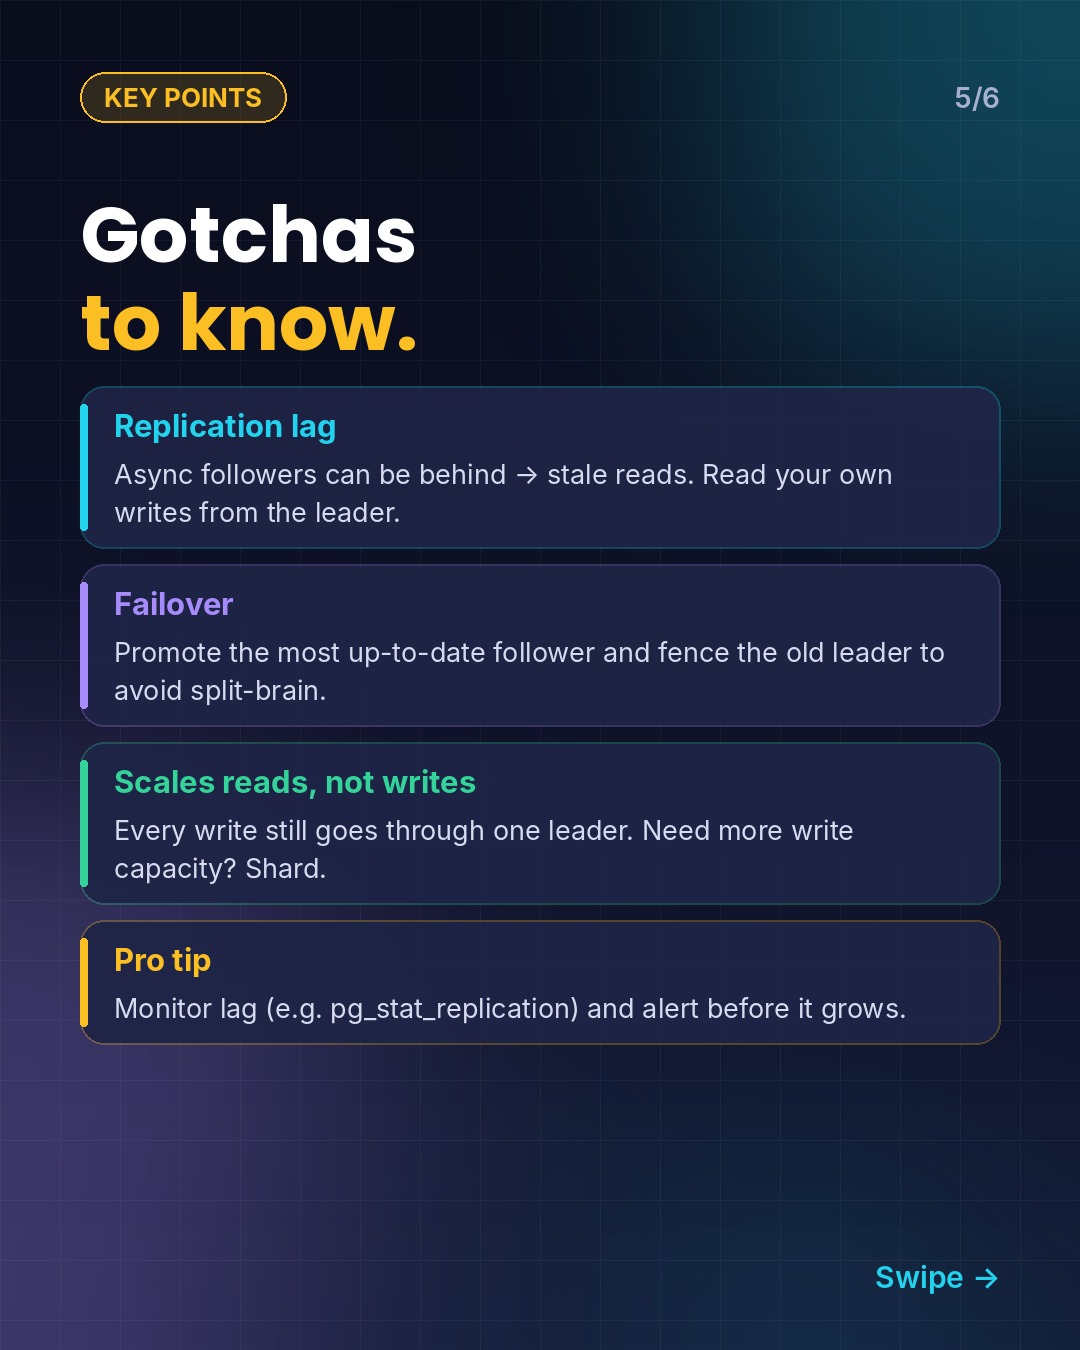 KEY POINTS
5/6
Gotchas
to know.
Replication lag
Async followers can be behind → stale reads. Read your own
writes from the leader.
Failover
Promote the most up-to-date follower and fence the old leader to
avoid split-brain.
Scales reads, not writes
Every write still goes through one leader. Need more write
capacity? Shard.
Pro tip
Monitor lag (e.g. pg_stat_replication) and alert before it grows.
Swipe →